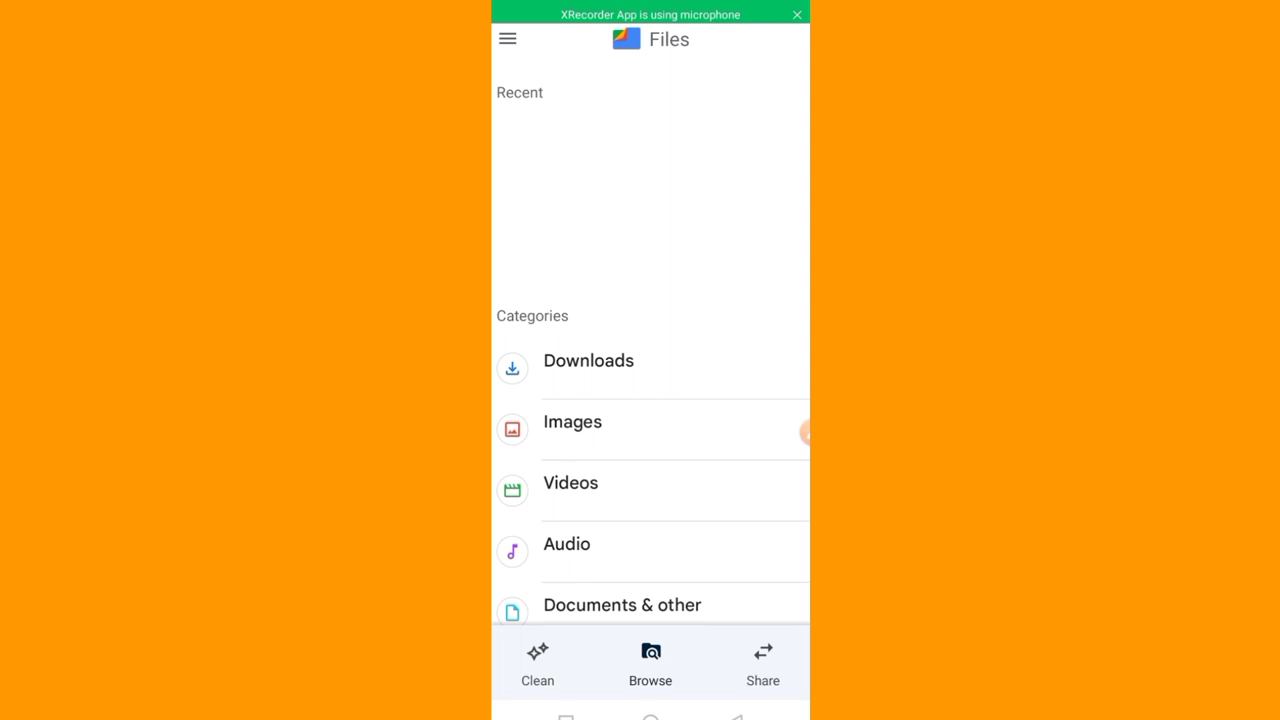 XRecorder App is using microphone
Files
Recent
Categories
Downloads
Images
Videos
Audio
Documents & other
Clean
Browse
Share